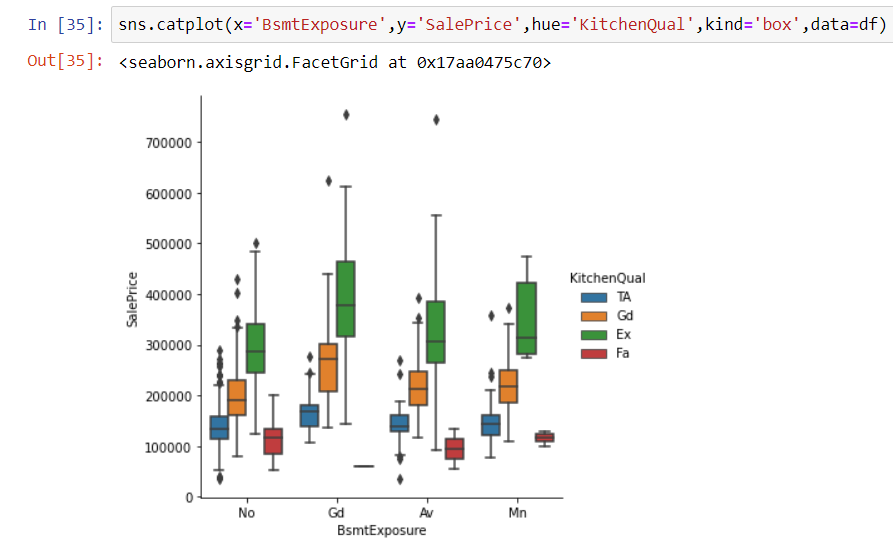 In [35]: sns.catplot(x='BsmtExposure',y='SalePrice',hue='KitchenQual',kind='box',data=df)
Out[35]: <seaborn.axisgrid.FacetGrid at 0x17aa0475c70>
700000
600000
500000
400000
300000
200000
100000
0
SalePrice
No Gd Av Mn
BsmtExposure
KitchenQual
TA
Gd
Ex
Fa